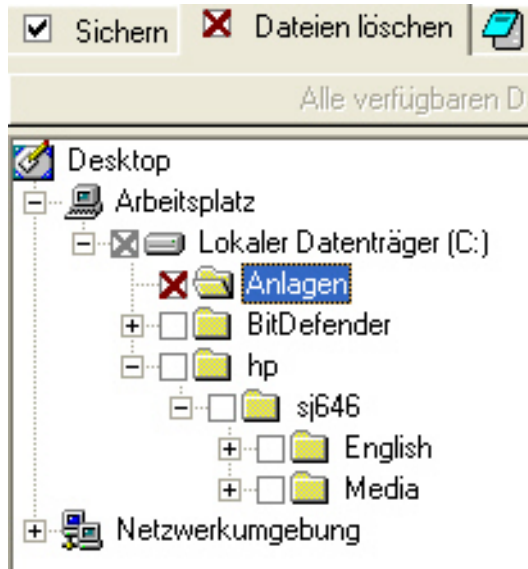 Sichern Dateien löschen
Alle verfügbaren D
Desktop
Arbeitsplatz
Lokaler Datenträger (C:)
Anlagen
BitDefender
hp
sj646
English
Media
Netzwerkumgebung